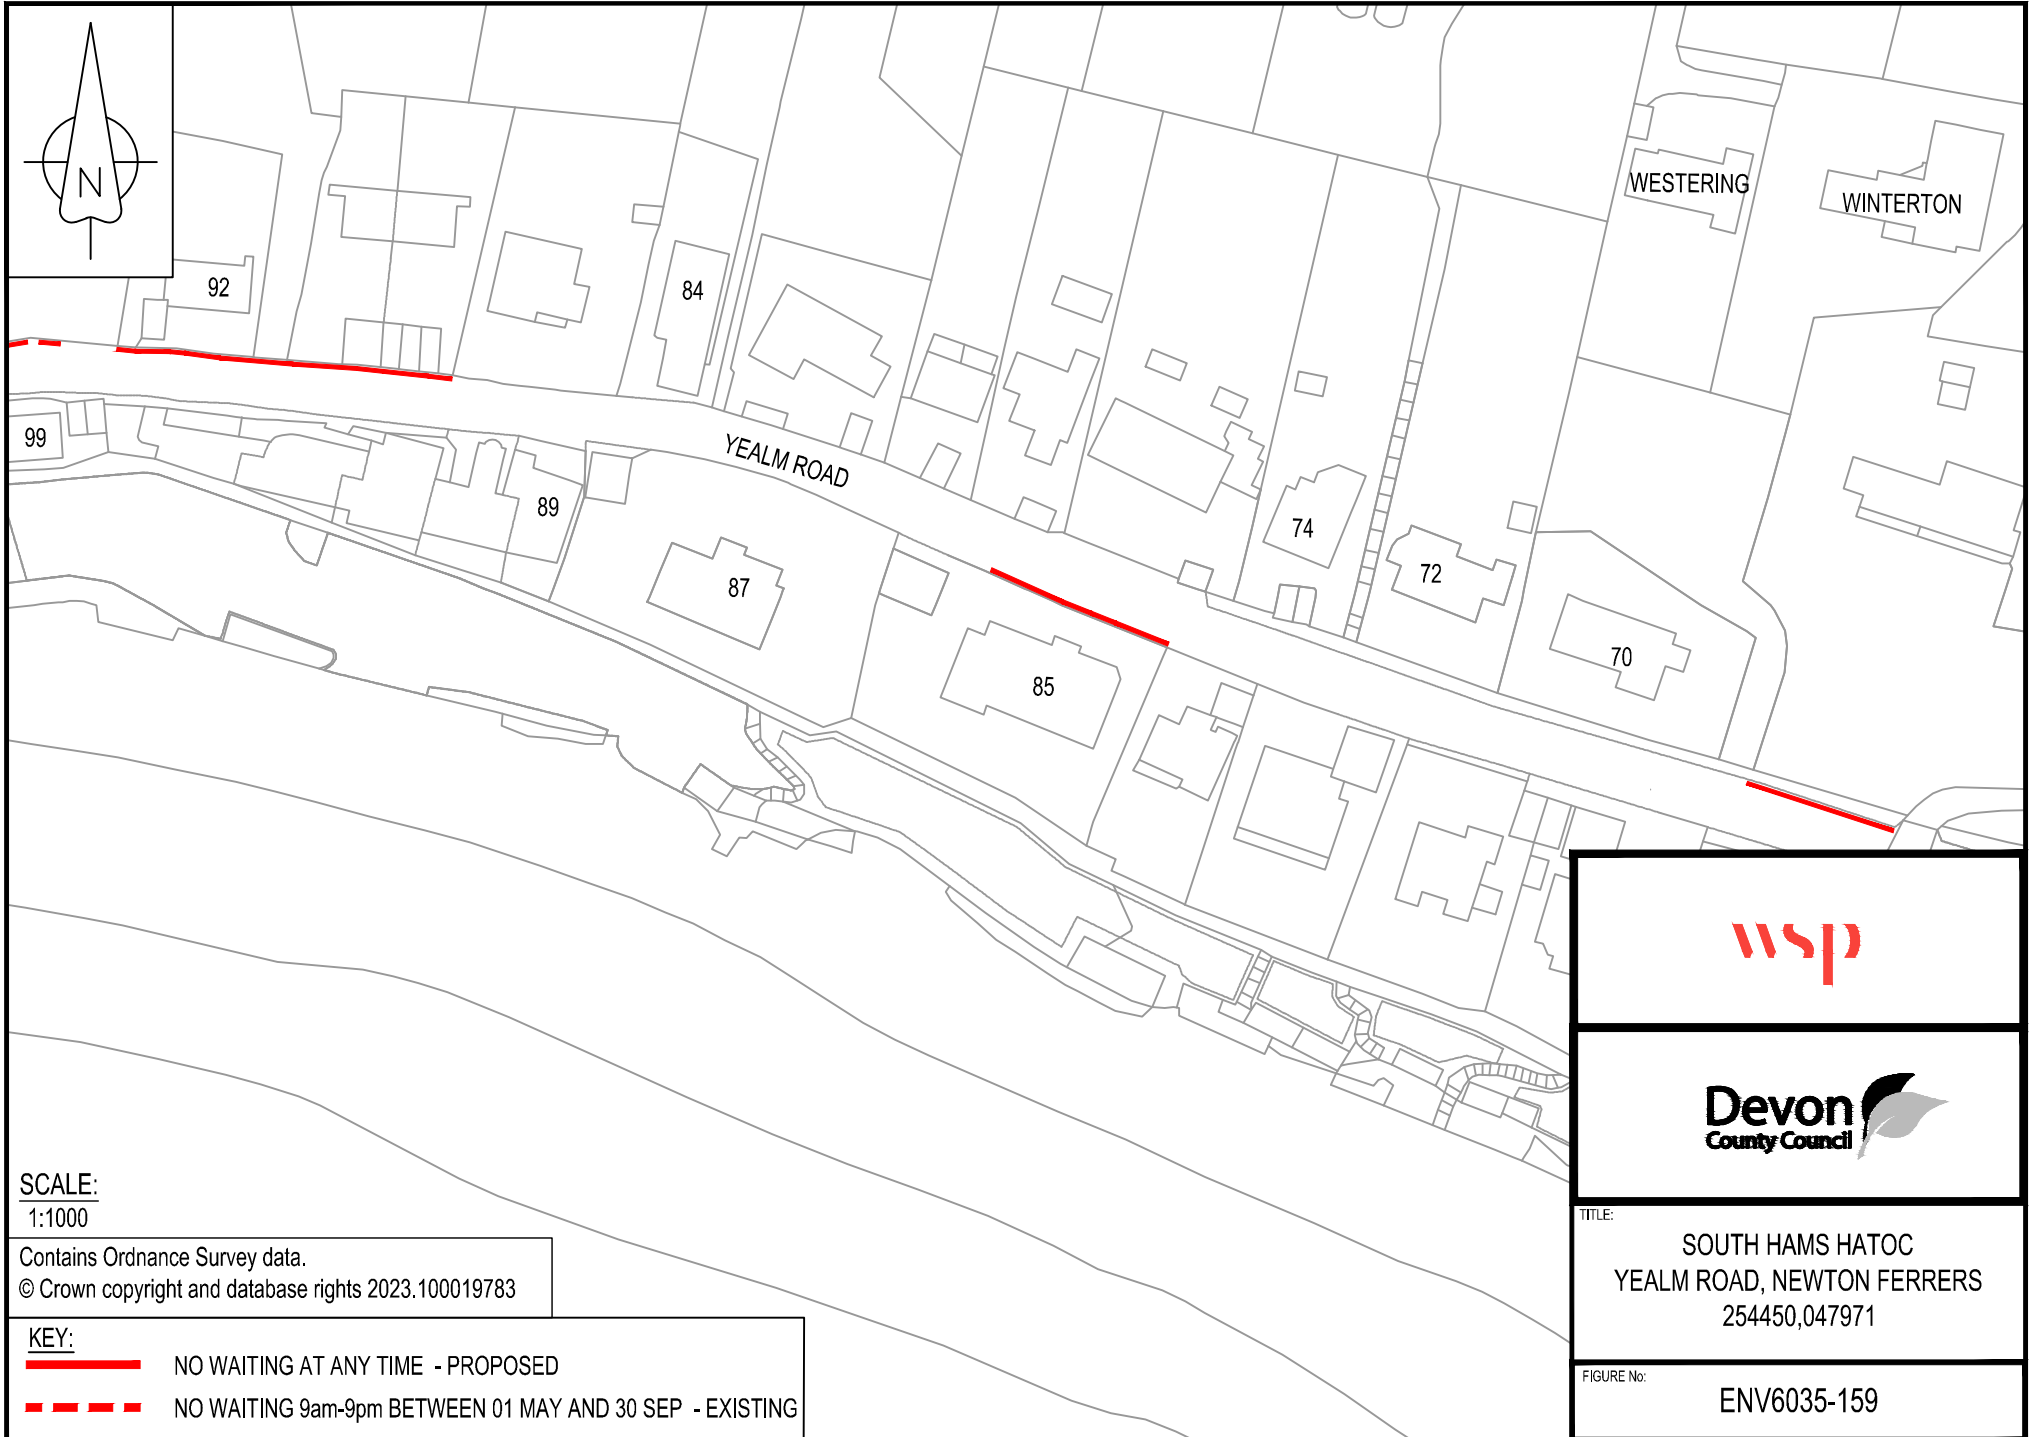 N
WESTERING
WINTERTON
92
84
99
YEALM ROAD
89
74
72
87
70
85
wsp
Devon
County Council
SCALE:
1:1000
Contains Ordnance Survey data.
© Crown copyright and database rights 2023.100019783
KEY:
NO WAITING AT ANY TIME - PROPOSED
NO WAITING 9am-9pm BETWEEN 01 MAY AND 30 SEP - EXISTING
TITLE:
SOUTH HAMS HATOC
YEALM ROAD, NEWTON FERRERS
254450,047971
FIGURE No:
ENV6035-159